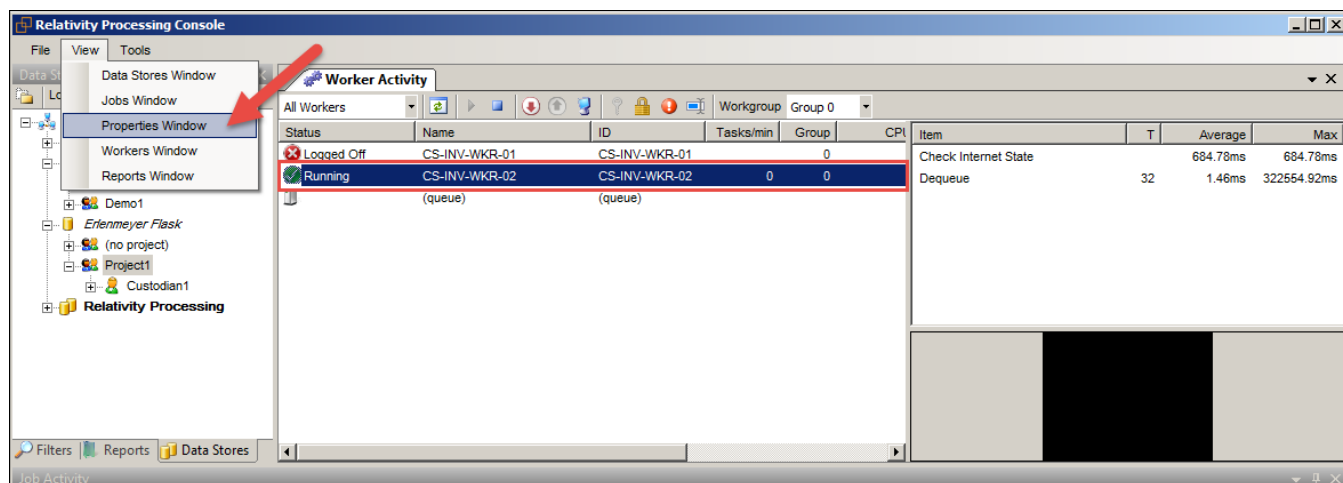 Relativity Processing Console
File View Tools
Data St
Lo
Data Stores Window
Jobs Window
Properties Window
Workers Window
Reports Window
Demo1
Erlenmeyer Flask
(no project)
Project1
Custodian1
Relativity Processing
Filters Reports Data Stores
Worker Activity
All Workers Workgroup Group 0
Status Name ID Tasks/min Group CPU
Logged Off CS-INV-WKR-01 CS-INV-WKR-01 0
Running CS-INV-WKR-02 CS-INV-WKR-02 0 0
(queue) (queue)
Item T Average Max
Check Internet State 684.78ms 684.78ms
Dequeue 32 1.46ms 322554.92ms
Job Activity